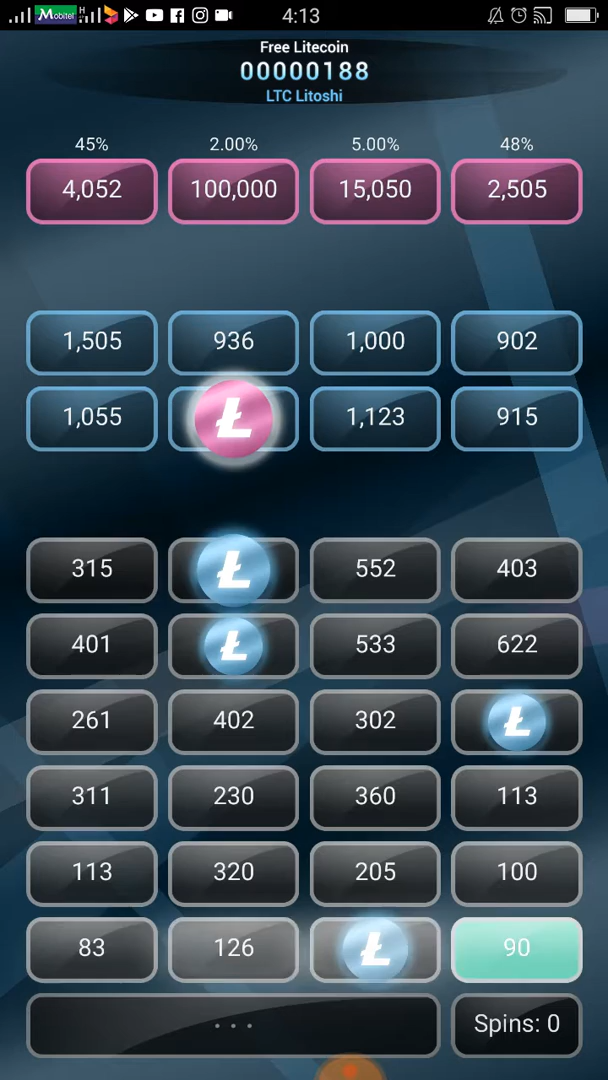 Mobitel H 4:13
Free Litecoin
00000188
LTC Litoshi
45% 2.00% 5.00% 48%
4,052 100,000 15,050 2,505
1,505 936 1,000 902
1,055 Ł 1,123 915
315 Ł 552 403
401 Ł 533 622
261 402 302 Ł
311 230 360 113
113 320 205 100
83 126 Ł 90
... Spins: 0